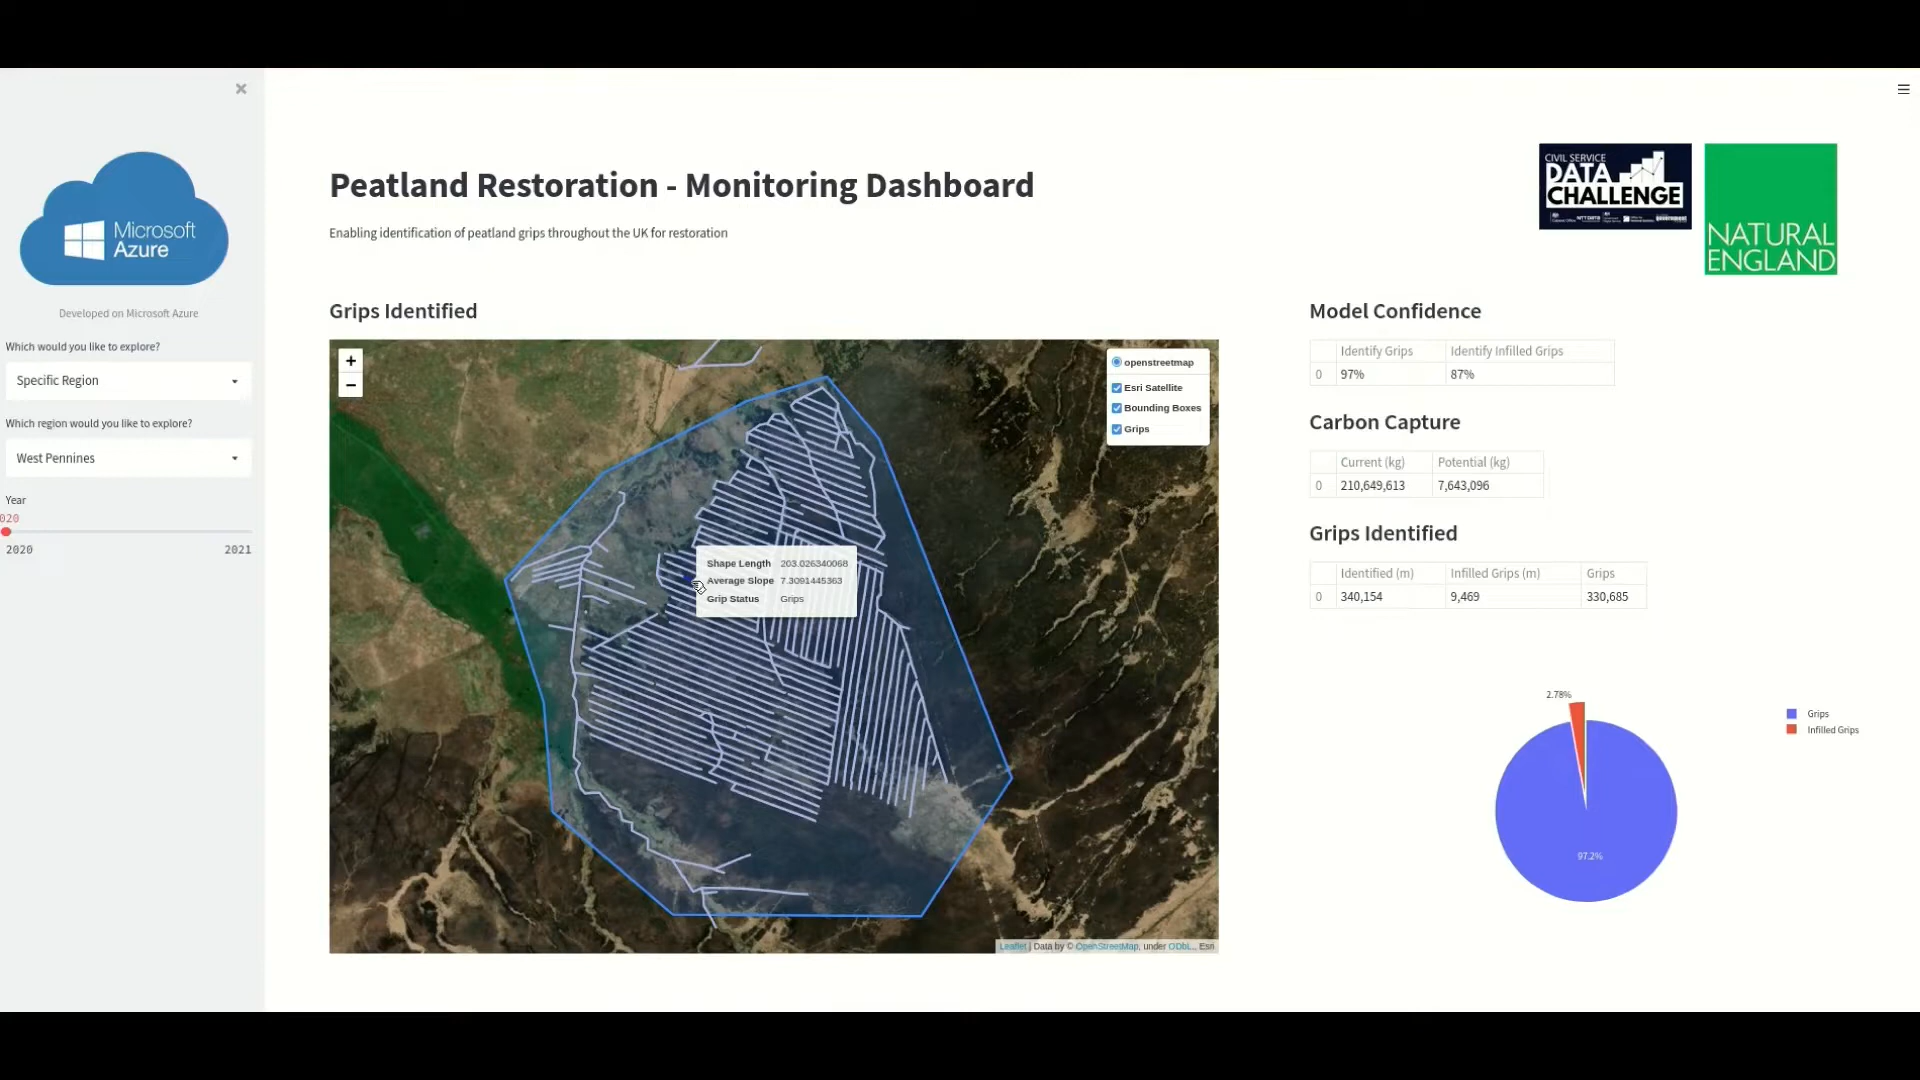 Microsoft
Azure
Developed on Microsoft Azure
Which would you like to explore?
Specific Region
Which region would you like to explore?
West Pennines
Year
020
2020 2021
Peatland Restoration - Monitoring Dashboard
Enabling identification of peatland grips throughout the UK for restoration
CIVIL SERVICE
DATA
CHALLENGE
NATURAL
ENGLAND
Grips Identified
+
−
openstreetmap
Esri Satellite
Bounding Boxes
Grips
Shape Length 203.026340068
Average Slope 7.3091445363
Grip Status Grips
Leaflet | Data by © OpenStreetMap, under ODbL., Esri
Model Confidence
Identify Grips Identify Infilled Grips
0 97% 87%
Carbon Capture
Current (kg) Potential (kg)
0 210,649,613 7,643,096
Grips Identified
Identified (m) Infilled Grips (m) Grips
0 340,154 9,469 330,685
2.78%
97.2%
Grips
Infilled Grips